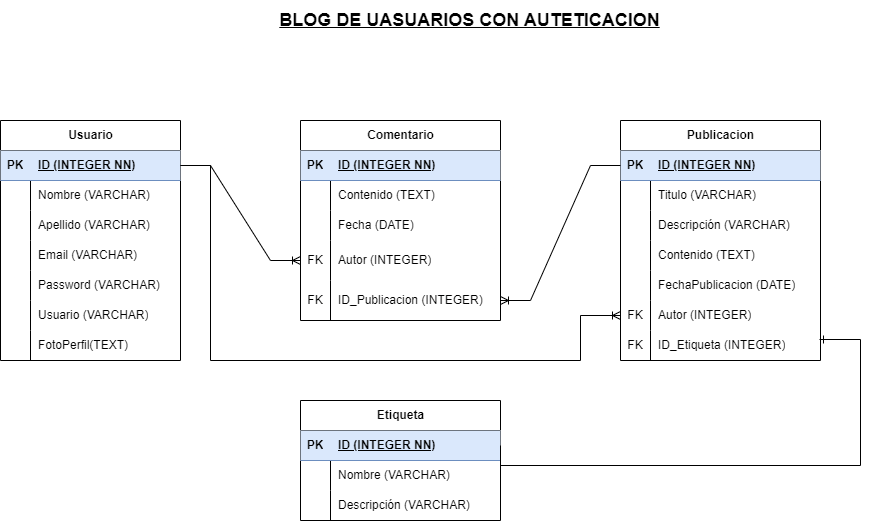 BLOG DE UASUARIOS CON AUTETICACION
Usuario
PK ID (INTEGER NN)
Nombre (VARCHAR)
Apellido (VARCHAR)
Email (VARCHAR)
Password (VARCHAR)
Usuario (VARCHAR)
FotoPerfil(TEXT)
Comentario
PK ID (INTEGER NN)
Contenido (TEXT)
Fecha (DATE)
FK Autor (INTEGER)
FK ID_Publicacion (INTEGER)
Publicacion
PK ID (INTEGER NN)
Titulo (VARCHAR)
Descripción (VARCHAR)
Contenido (TEXT)
FechaPublicacion (DATE)
FK Autor (INTEGER)
FK ID_Etiqueta (INTEGER)
Etiqueta
PK ID (INTEGER NN)
Nombre (VARCHAR)
Descripción (VARCHAR)